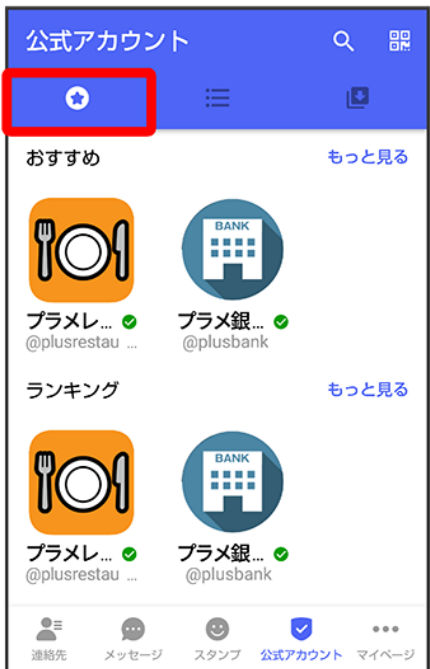 公式アカウント
おすすめ
もっと見る
BANK
プラメレ...
プラメ銀...
@plusrestau ...
@plusbank
ランキング
もっと見る
BANK
プラメレ...
プラメ銀...
@plusrestau ...
@plusbank
連絡先
メッセージ
スタンプ
公式アカウント
マイページ